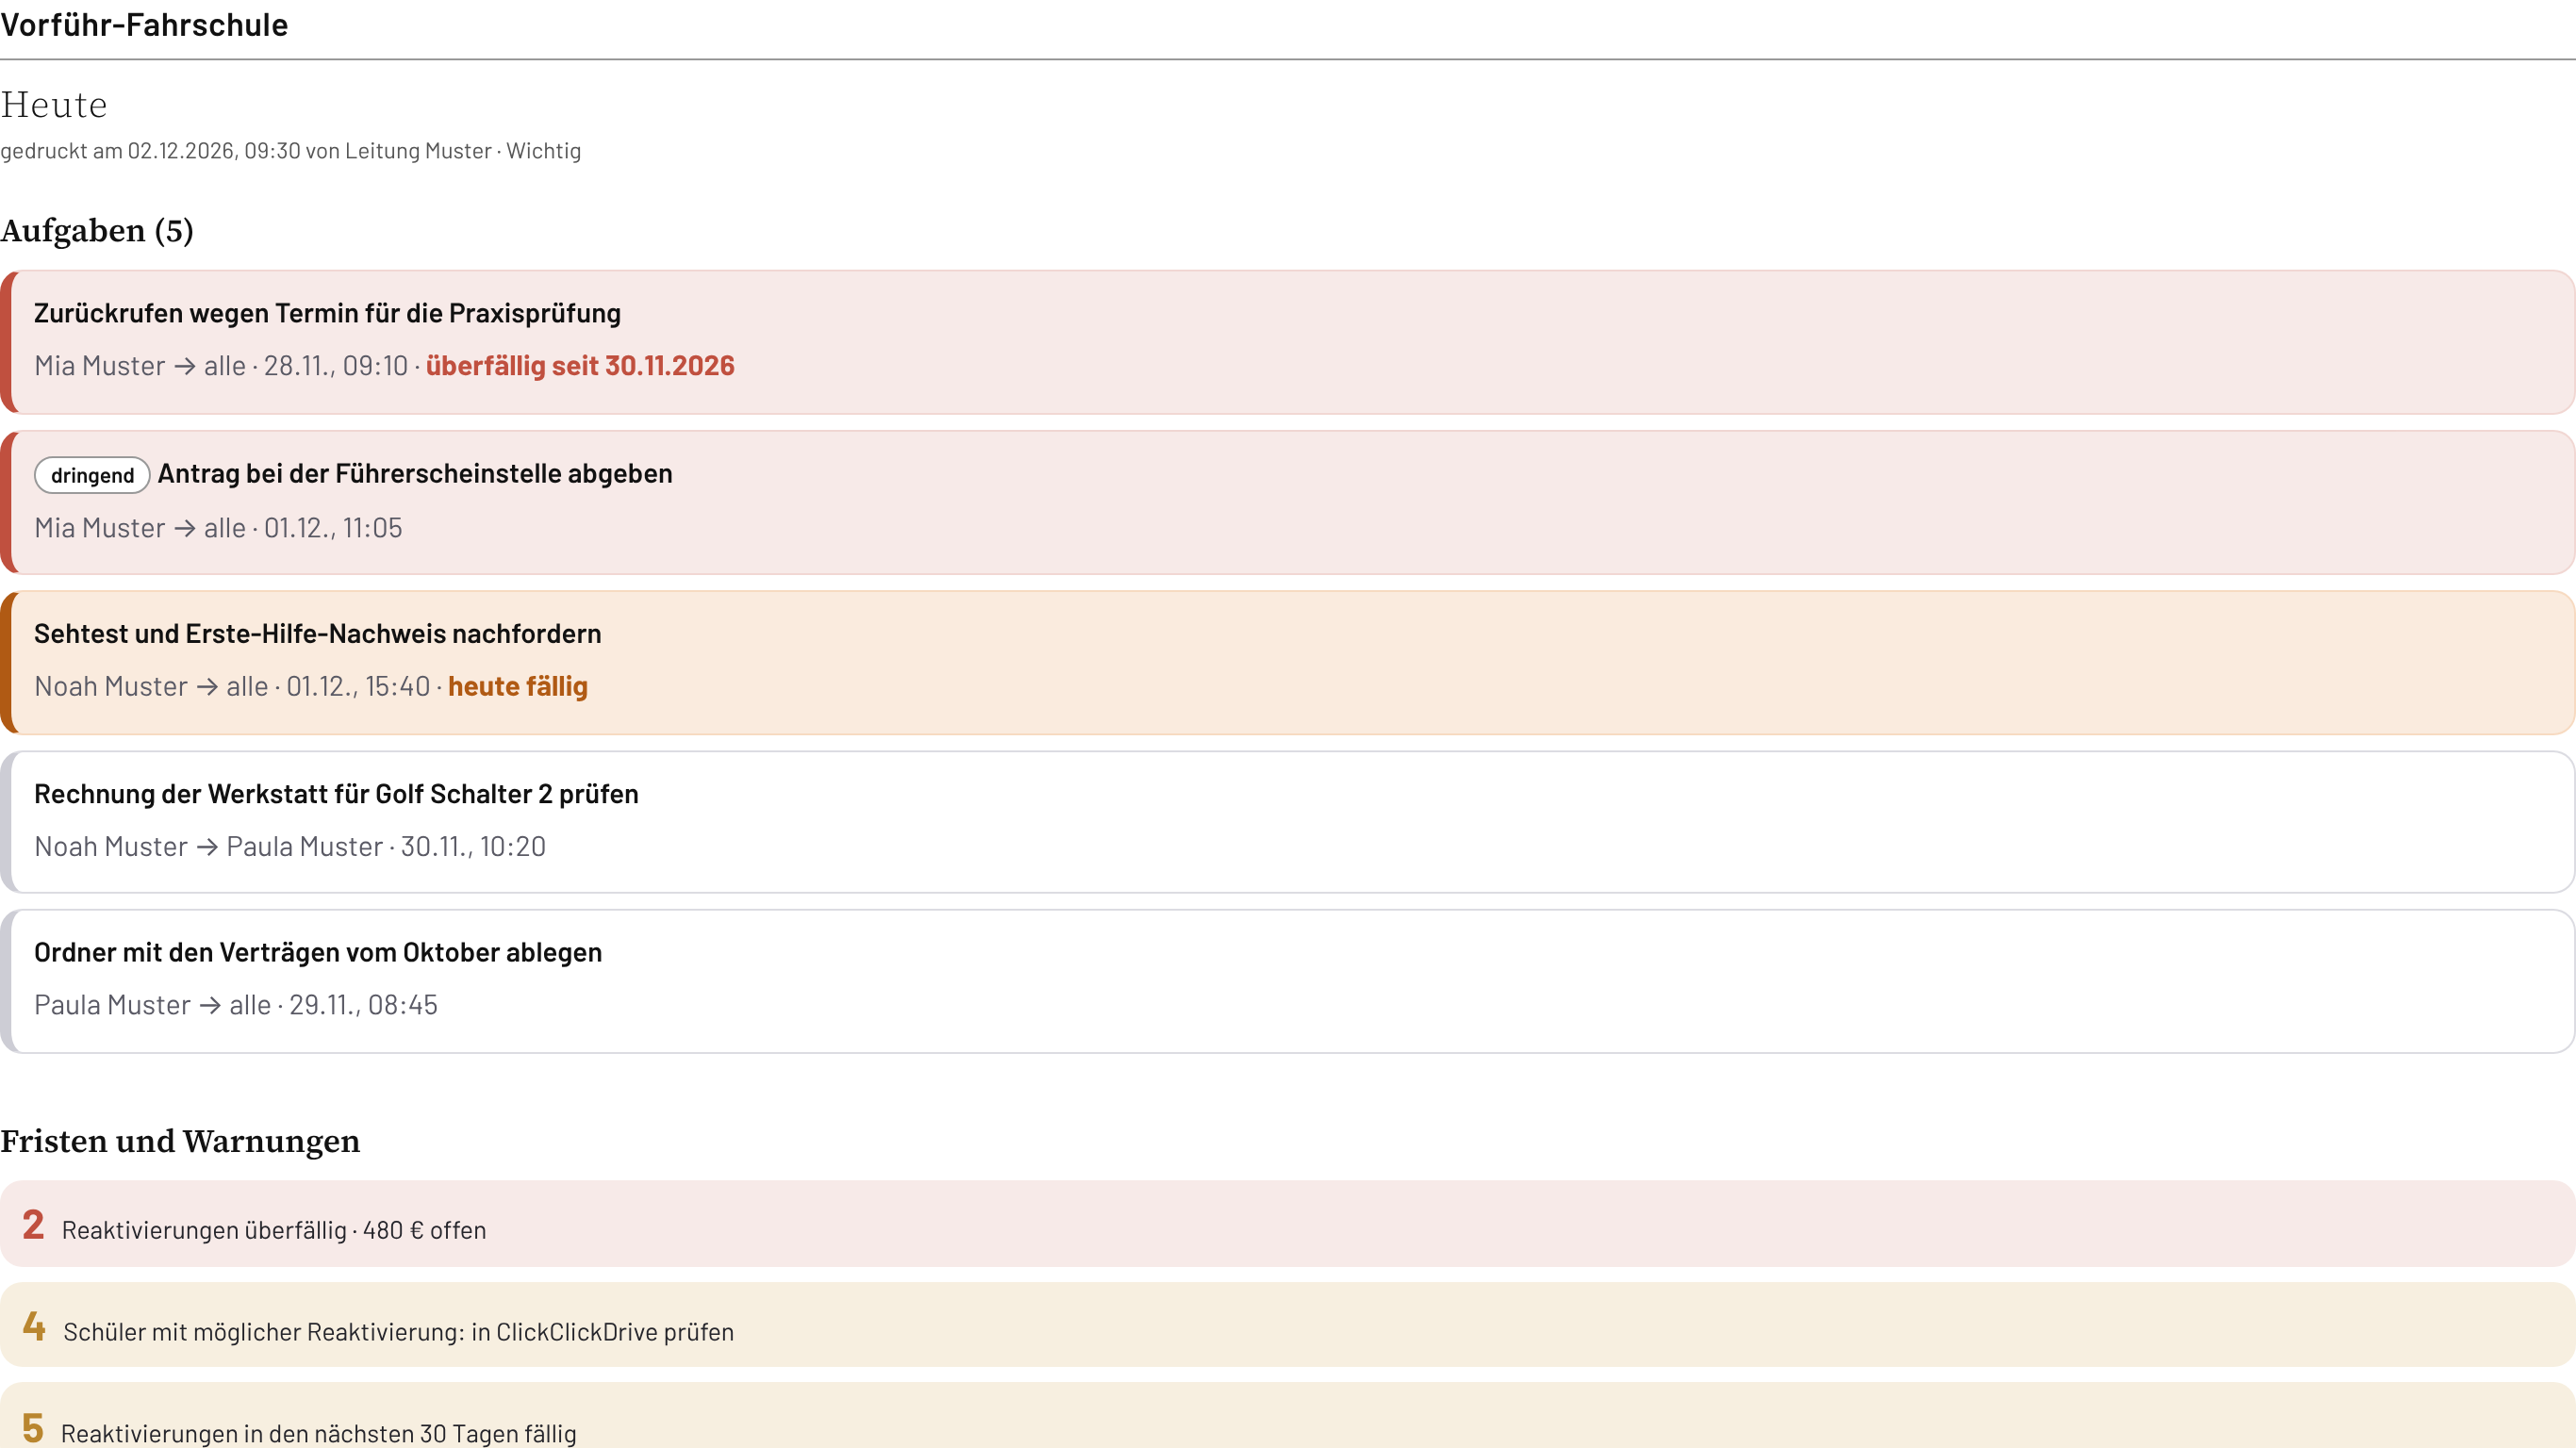 Vorführ-Fahrschule
Heute
gedruckt am 02.12.2026, 09:30 von Leitung Muster · Wichtig
Aufgaben (5)
Zurückrufen wegen Termin für die Praxisprüfung
Mia Muster → alle · 28.11., 09:10 · überfällig seit 30.11.2026
dringend Antrag bei der Führerscheinstelle abgeben
Mia Muster → alle · 01.12., 11:05
Sehtest und Erste-Hilfe-Nachweis nachfordern
Noah Muster → alle · 01.12., 15:40 · heute fällig
Rechnung der Werkstatt für Golf Schalter 2 prüfen
Noah Muster → Paula Muster · 30.11., 10:20
Ordner mit den Verträgen vom Oktober ablegen
Paula Muster → alle · 29.11., 08:45
Fristen und Warnungen
2 Reaktivierungen überfällig · 480 € offen
4 Schüler mit möglicher Reaktivierung: in ClickClickDrive prüfen
5 Reaktivierungen in den nächsten 30 Tagen fällig